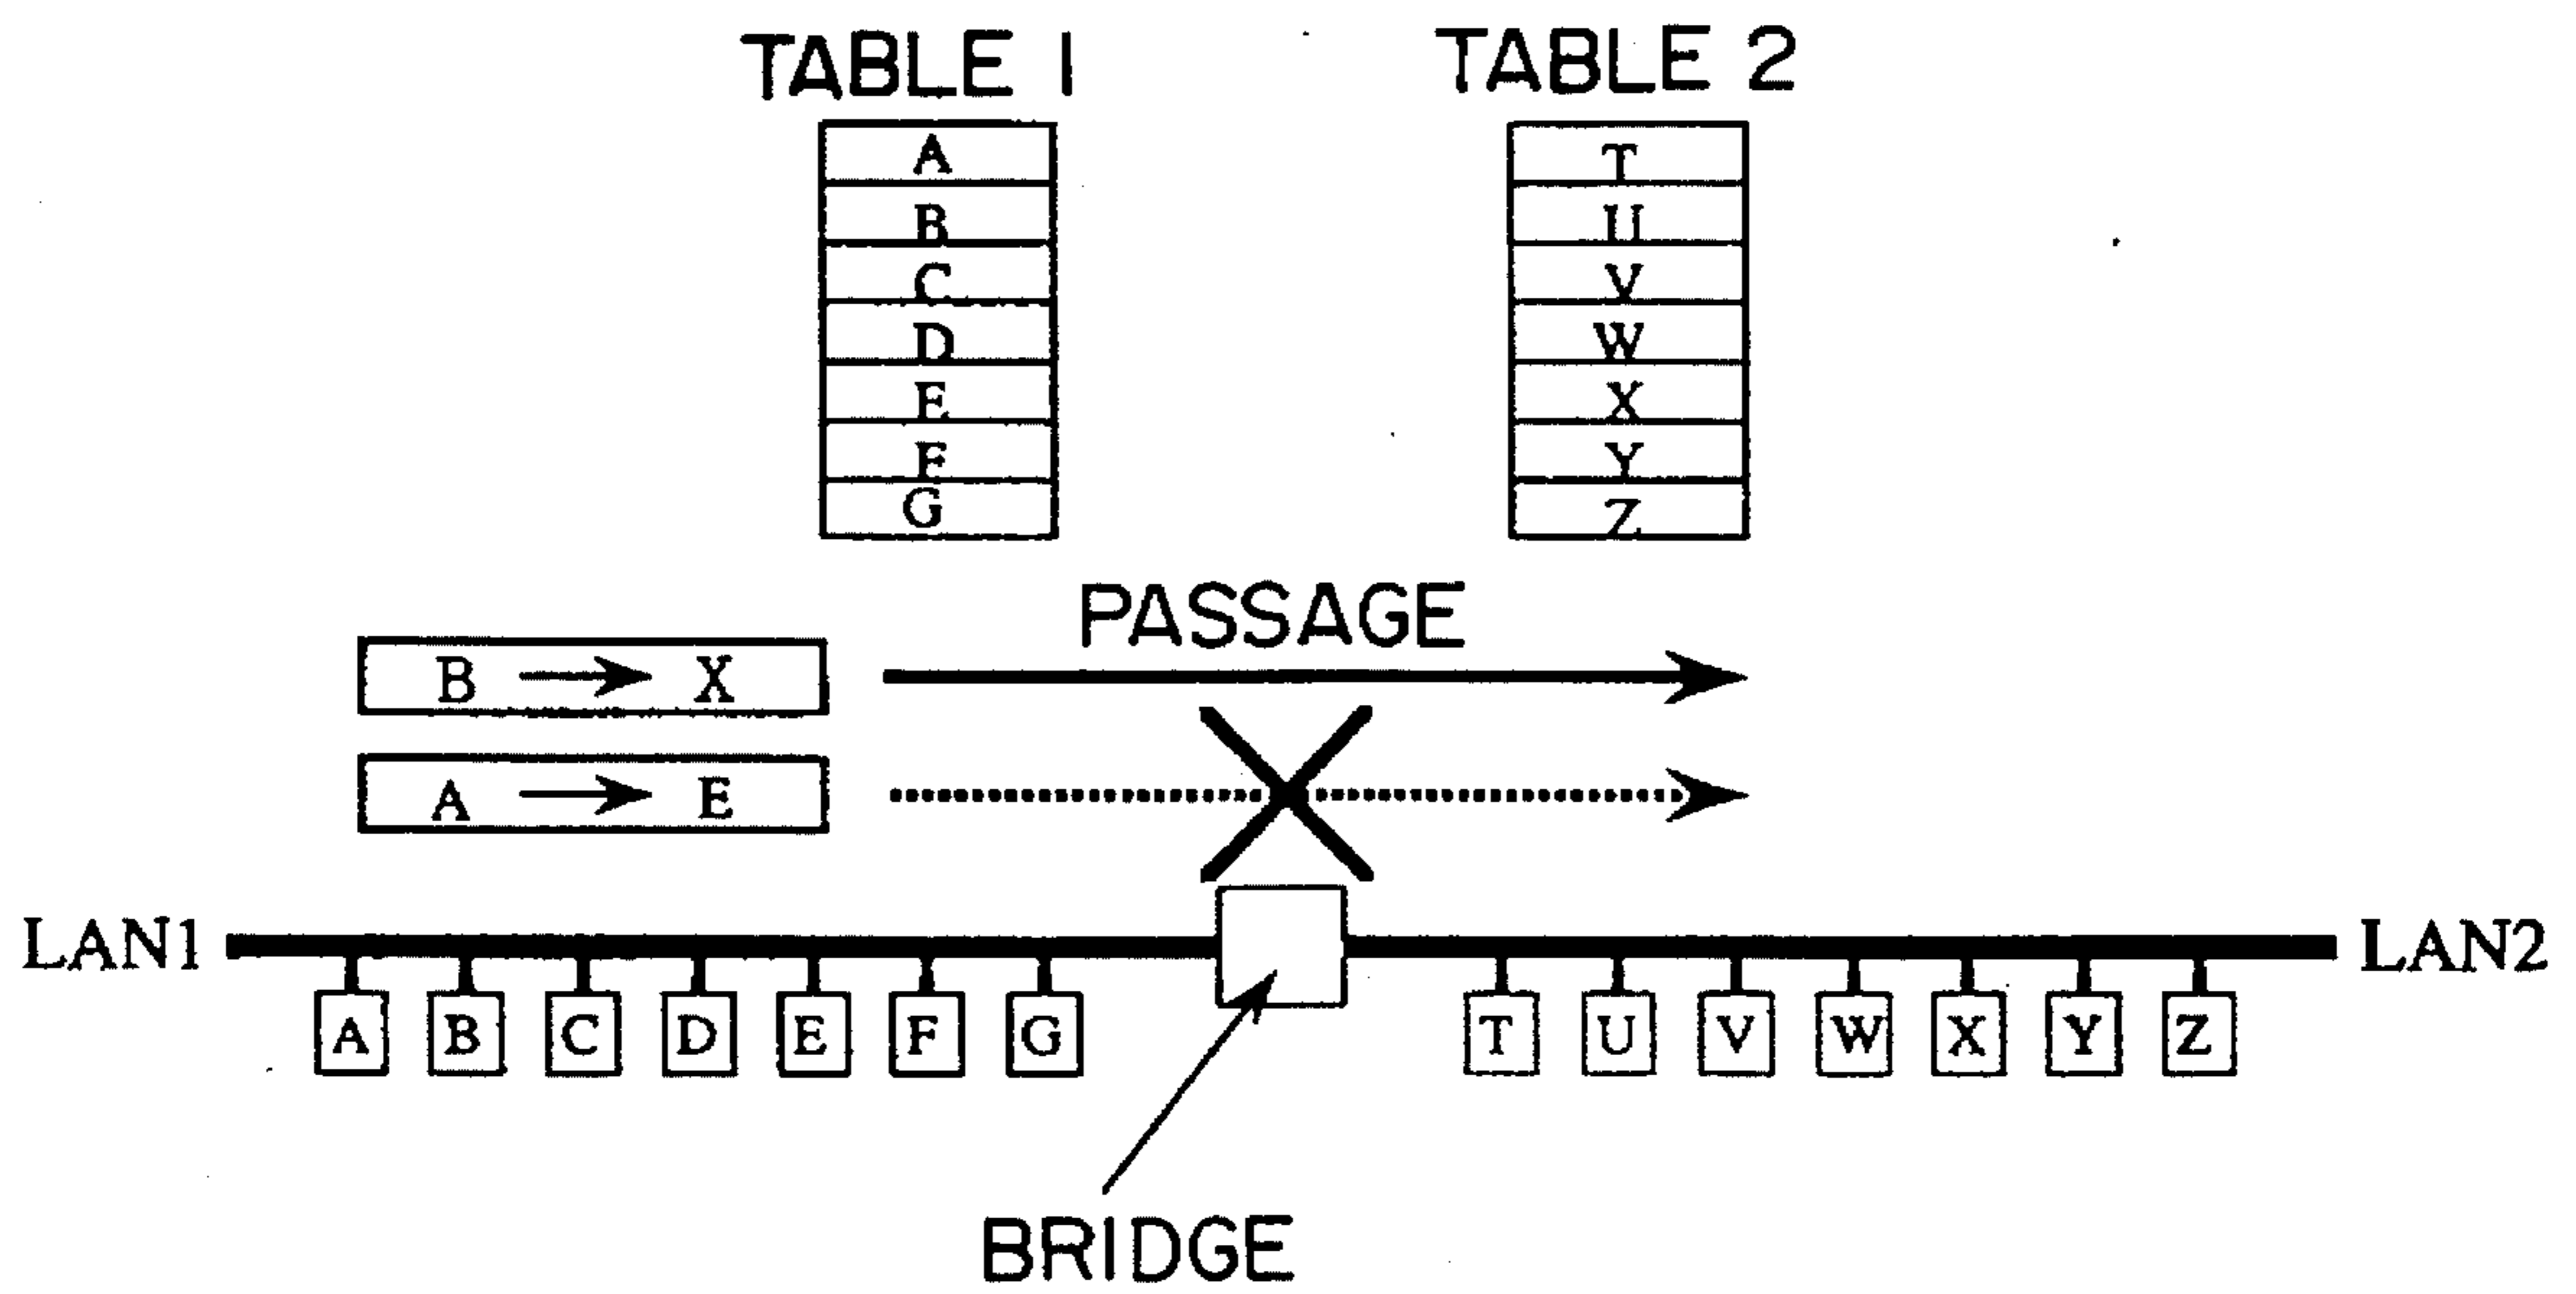 TABLE 1 TABLE 2
A T
B U
C V
D W
E X
F Y
G Z
PASSAGE
B → X
A → E
LAN1 LAN2
A B C D E F G T U V W X Y Z
BRIDGE